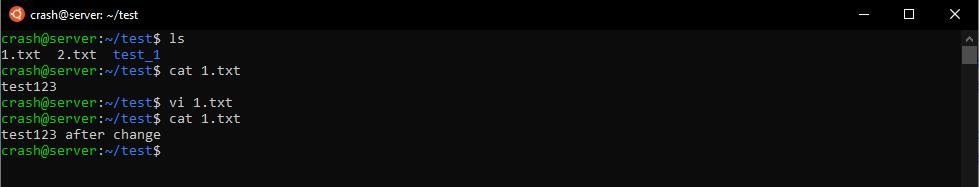 crash@server: ~/test
crash@server:~/test$ ls
1.txt  2.txt  test_1
crash@server:~/test$ cat 1.txt
test123
crash@server:~/test$ vi 1.txt
crash@server:~/test$ cat 1.txt
test123 after change
crash@server:~/test$